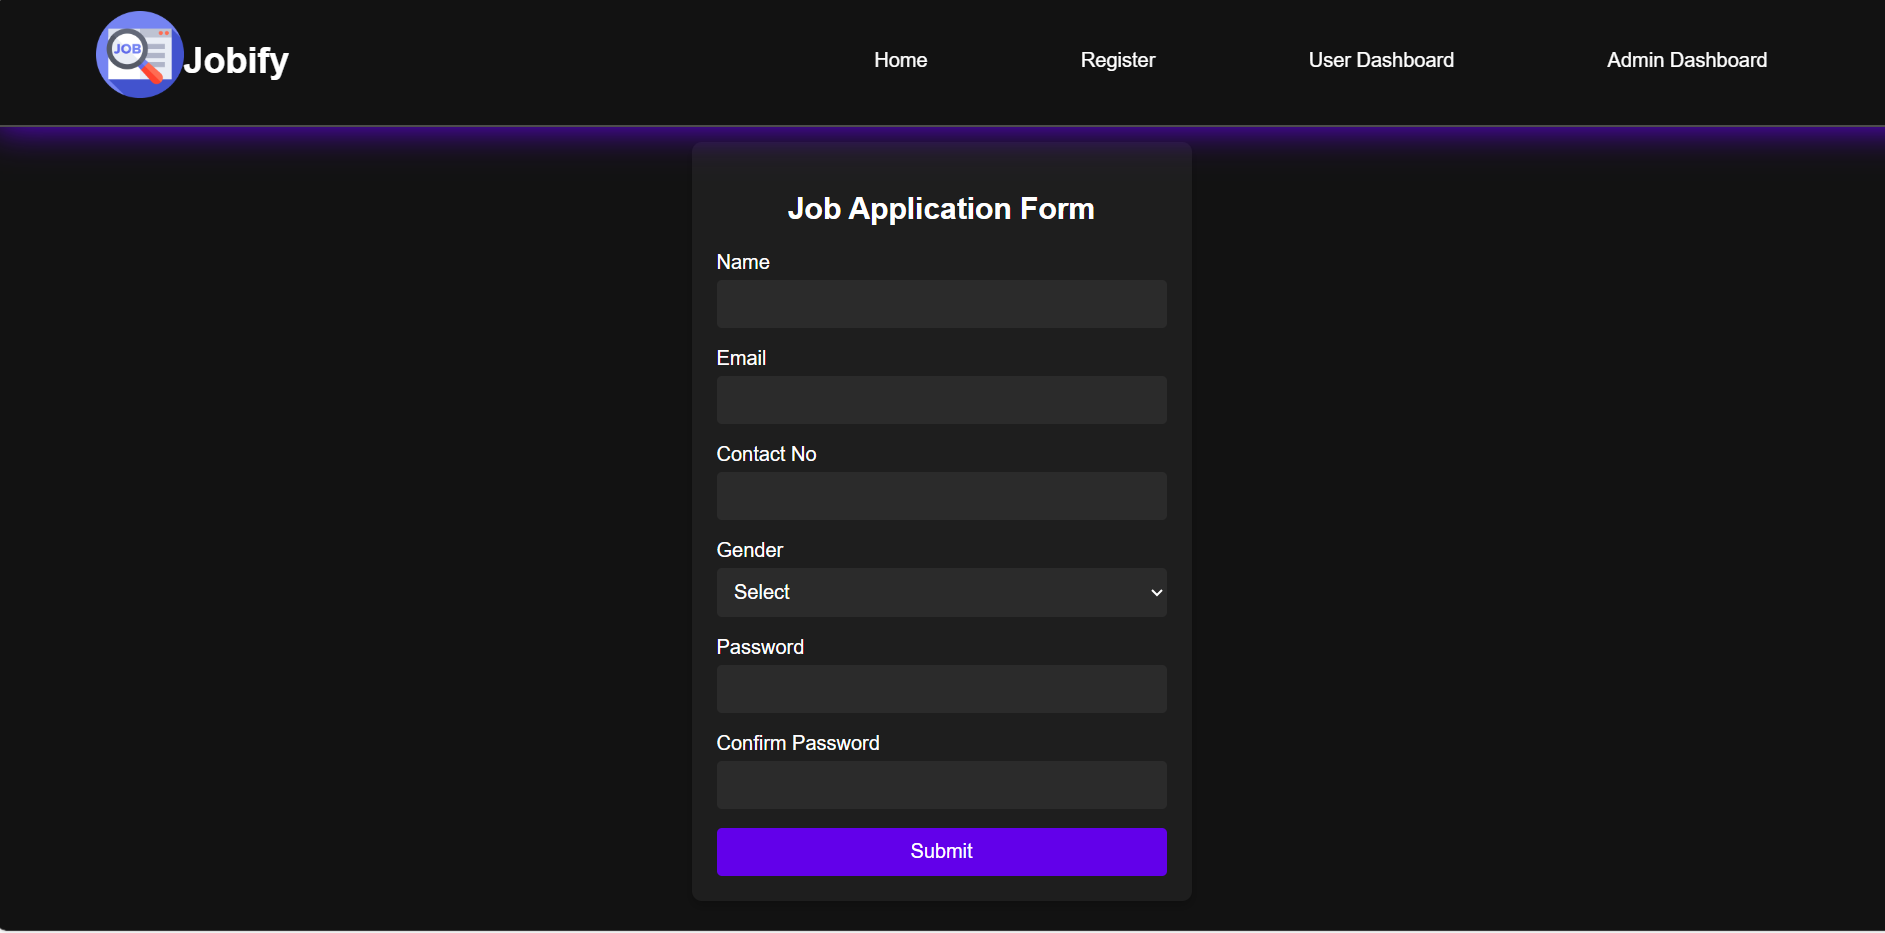 JOB
Jobify
Home
Register
User Dashboard
Admin Dashboard
Job Application Form
Name
Email
Contact No
Gender
Select
Password
Confirm Password
Submit